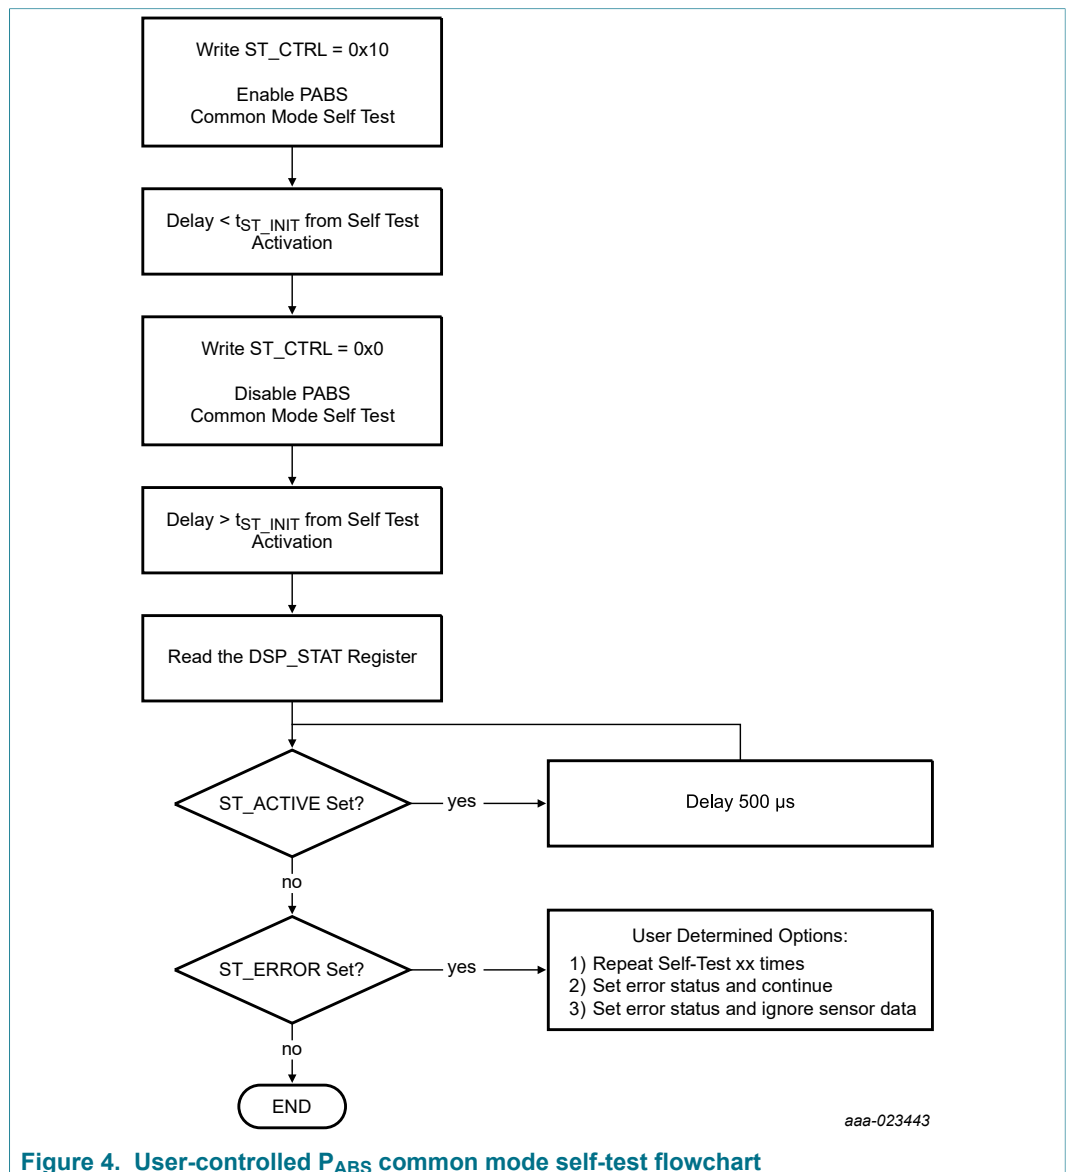 Write ST_CTRL = 0x10
Enable PABS
Common Mode Self Test
Delay < tST_INIT from Self Test
Activation
Write ST_CTRL = 0x0
Disable PABS
Common Mode Self Test
Delay > tST_INIT from Self Test
Activation
Read the DSP_STAT Register
ST_ACTIVE Set?
yes
Delay 500 µs
no
ST_ERROR Set?
yes
User Determined Options:
1) Repeat Self-Test xx times
2) Set error status and continue
3) Set error status and ignore sensor data
no
END
aaa-023443
Figure 4. User-controlled PABS common mode self-test flowchart